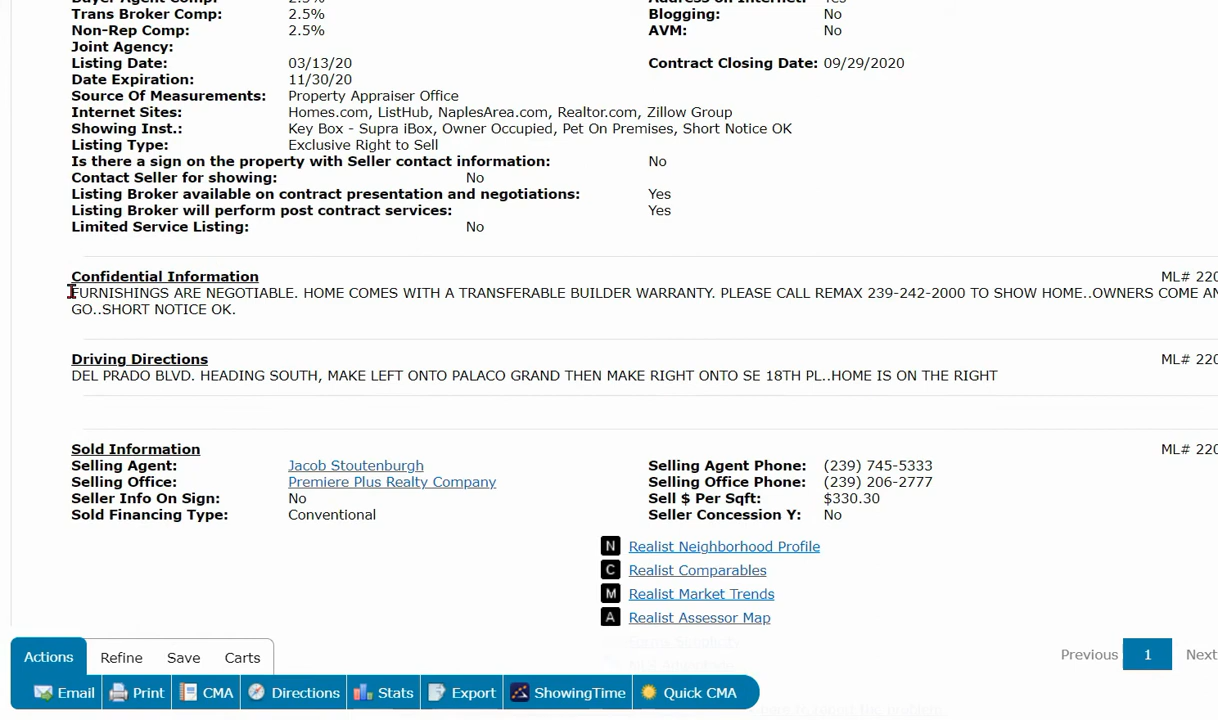 Trans Broker Comp: 2.5% Blogging: No
Non-Rep Comp: 2.5% AVM: No
Joint Agency:
Listing Date: 03/13/20 Contract Closing Date: 09/29/2020
Date Expiration: 11/30/20
Source Of Measurements: Property Appraiser Office
Internet Sites: Homes.com, ListHub, NaplesArea.com, Realtor.com, Zillow Group
Showing Inst.: Key Box - Supra iBox, Owner Occupied, Pet On Premises, Short Notice OK
Listing Type: Exclusive Right to Sell
Is there a sign on the property with Seller contact information: No
Contact Seller for showing: No
Listing Broker available on contract presentation and negotiations: Yes
Listing Broker will perform post contract services: Yes
Limited Service Listing: No
Confidential Information ML# 220
FURNISHINGS ARE NEGOTIABLE. HOME COMES WITH A TRANSFERABLE BUILDER WARRANTY. PLEASE CALL REMAX 239-242-2000 TO SHOW HOME..OWNERS COME AN
GO..SHORT NOTICE OK.
Driving Directions ML# 220
DEL PRADO BLVD. HEADING SOUTH, MAKE LEFT ONTO PALACO GRAND THEN MAKE RIGHT ONTO SE 18TH PL..HOME IS ON THE RIGHT
Sold Information ML# 220
Selling Agent: Jacob Stoutenburgh Selling Agent Phone: (239) 745-5333
Selling Office: Premiere Plus Realty Company Selling Office Phone: (239) 206-2777
Seller Info On Sign: No Sell $ Per Sqft: $330.30
Sold Financing Type: Conventional Seller Concession Y: No
N Realist Neighborhood Profile
C Realist Comparables
M Realist Market Trends
A Realist Assessor Map
Actions Refine Save Carts Previous 1 Next
Email Print CMA Directions Stats Export ShowingTime Quick CMA